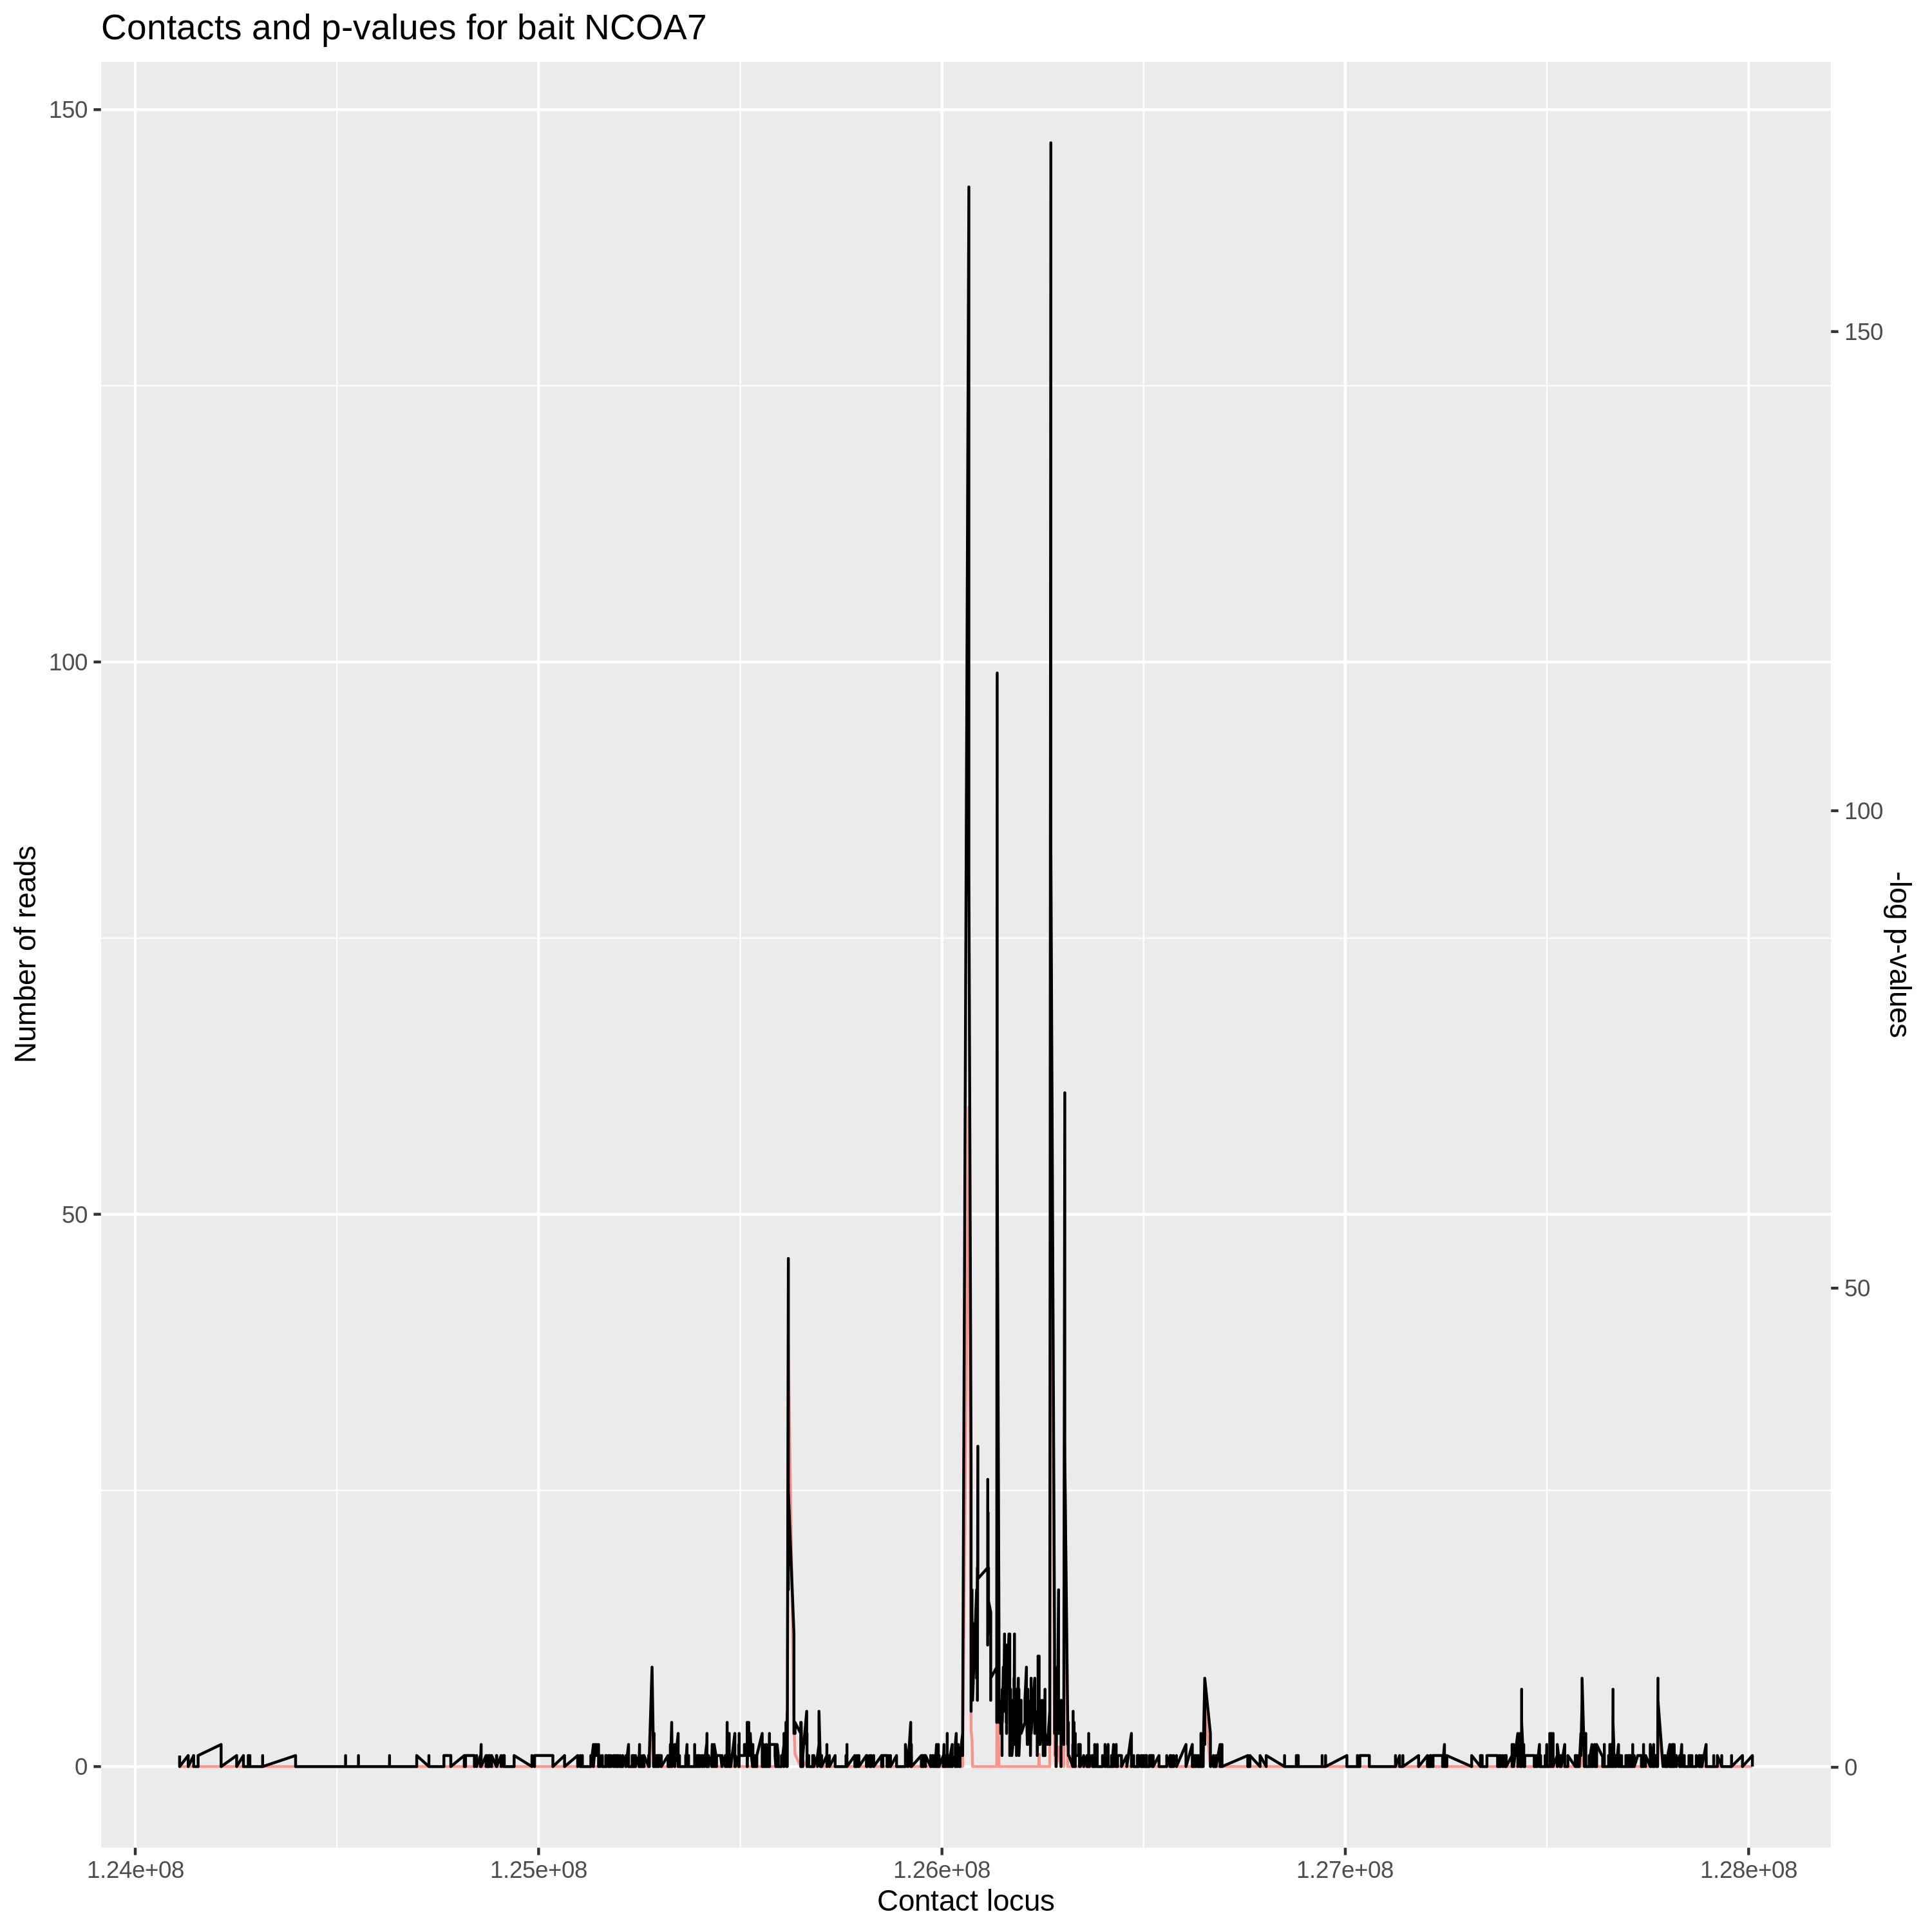 Contacts and p-values for bait NCOA7
150
100
50
0
Number of reads
150
100
50
0
-log p-values
1.24e+08 1.25e+08 1.26e+08 1.27e+08 1.28e+08
Contact locus